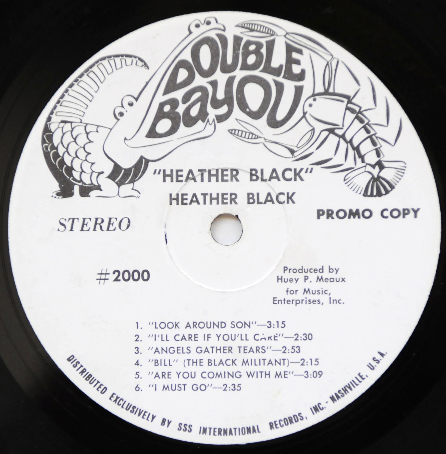 DOUBLE
BAYOU
"HEATHER BLACK"
HEATHER BLACK
STEREO
PROMO COPY
#2000
Produced by
Huey P. Meaux
for Music,
Enterprises, Inc.
1. "LOOK AROUND SON"—3:15
2. "I'LL CARE IF YOU'LL CARE"—2:30
3. "ANGELS GATHER TEARS"—2:53
4. "BILL" (THE BLACK MILITANT)—2:15
5. "ARE YOU COMING WITH ME"—3:09
6. "I MUST GO"—2:35
DISTRIBUTED EXCLUSIVELY BY SSS INTERNATIONAL RECORDS, INC. - NASHVILLE, U.S.A.